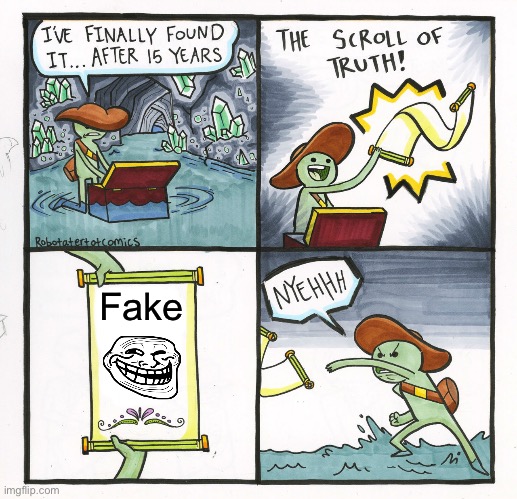 I'VE FINALLY FOUND
IT... AFTER 15 YEARS
THE SCROLL OF
TRUTH!
Robotatertotcomics
Fake
NYEHHH
imgflip.com